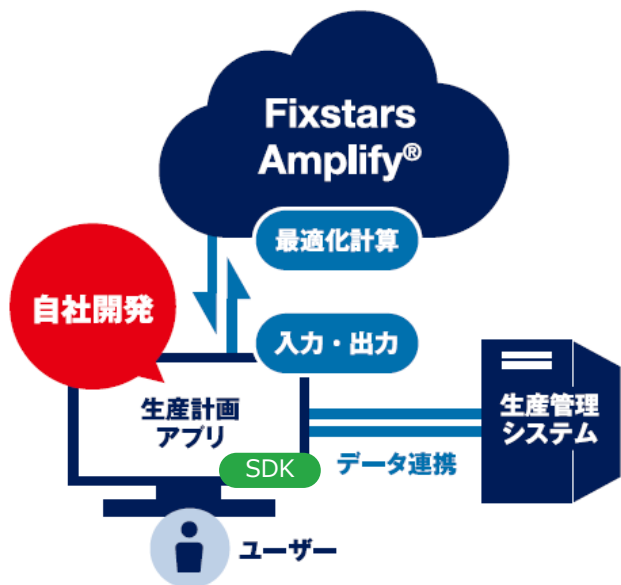 Fixstars
Amplify®
最適化計算
自社開発
入力・出力
生産計画
アプリ
SDK
データ連携
生産管理
システム
ユーザー